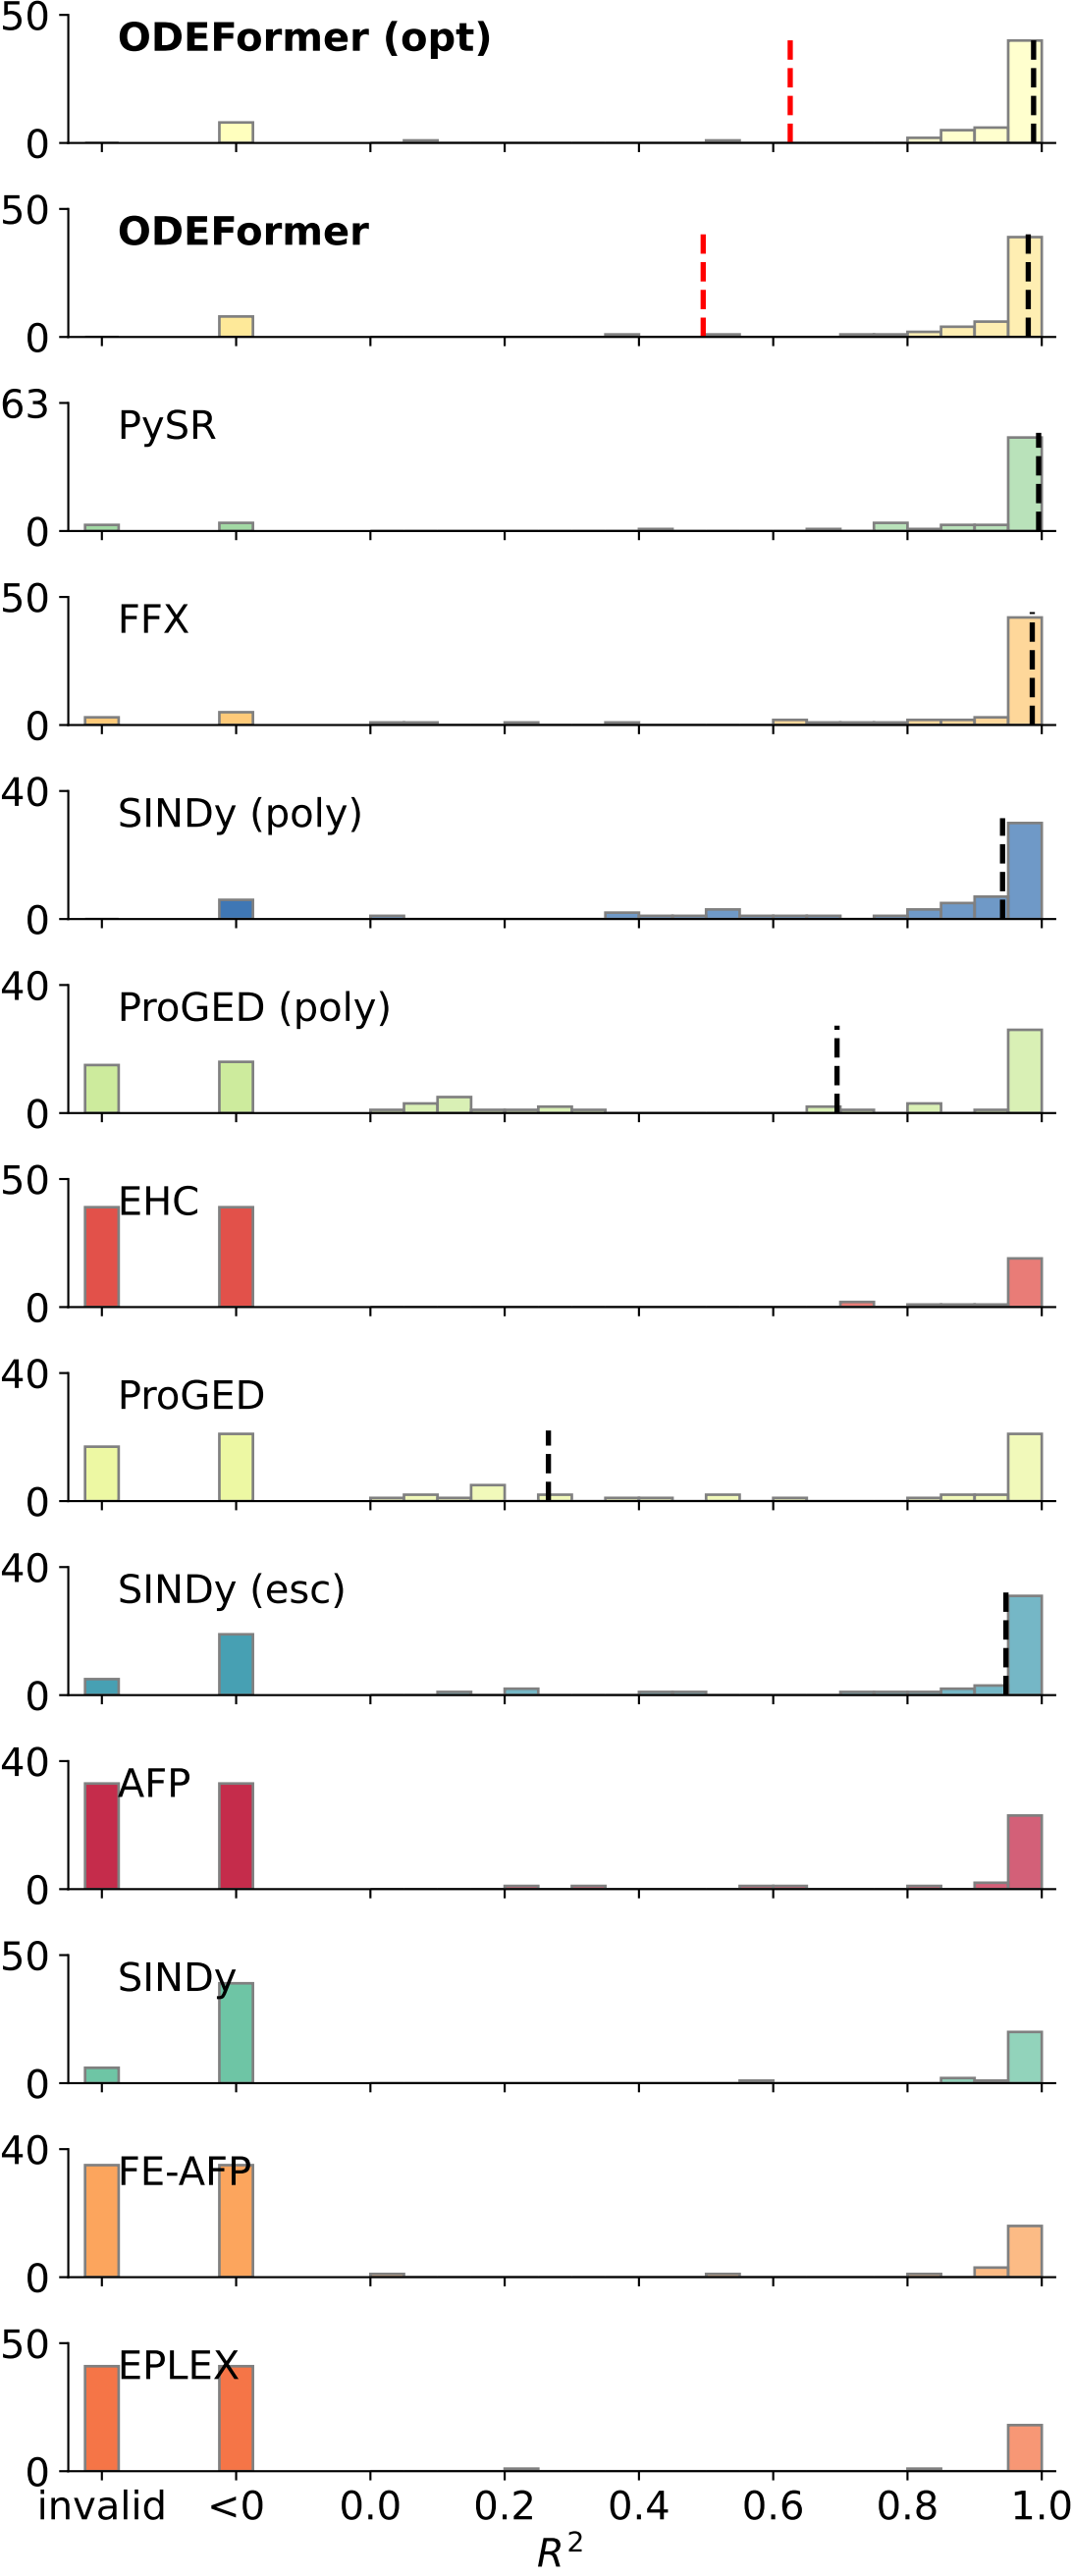 50
ODEFormer (opt)
0
50
ODEFormer
0
63
PySR
0
50
FFX
0
40
SINDy (poly)
0
40
ProGED (poly)
0
50
EHC
0
40
ProGED
0
40
SINDy (esc)
0
40
AFP
0
50
SINDy
0
40
FE-AFP
0
50
EPLEX
0
invalid <0 0.0 0.2 0.4 0.6 0.8 1.0
R²